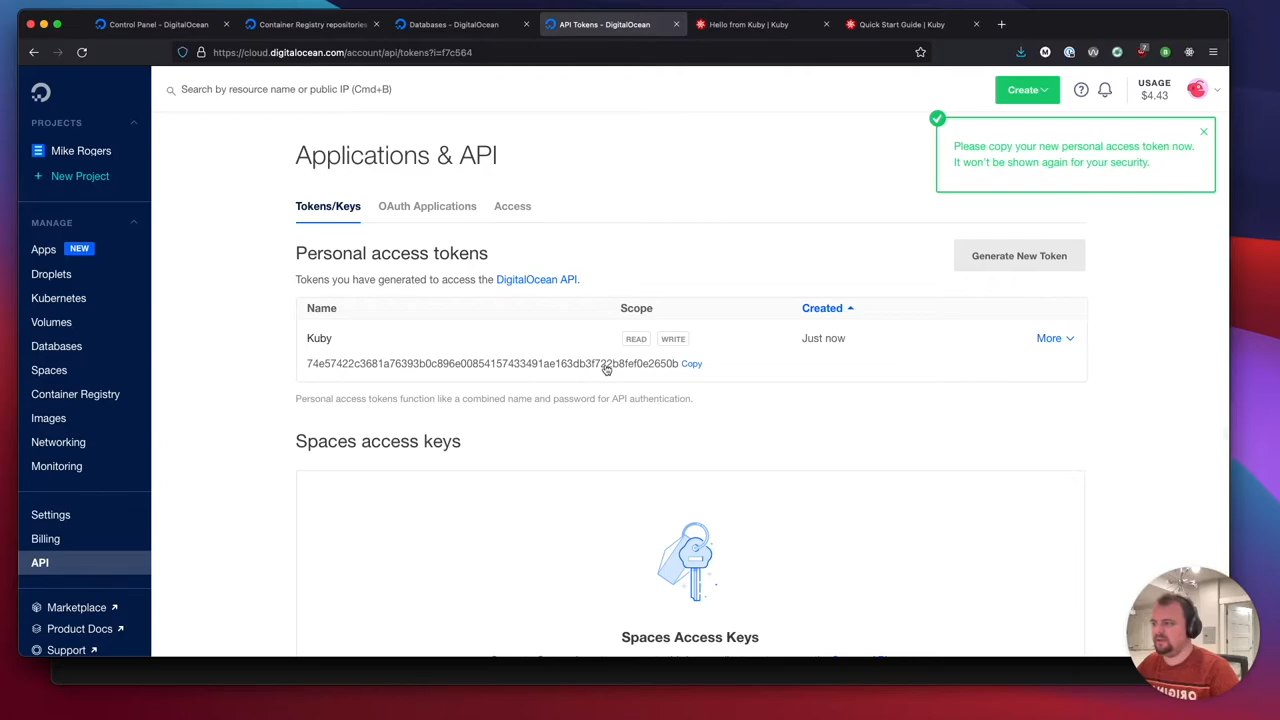 Control Panel - DigitalOcean
Container Registry repositories
Databases - DigitalOcean
API Tokens - DigitalOcean
Hello from Kuby | Kuby
Quick Start Guide | Kuby
https://cloud.digitalocean.com/account/api/tokens?i=f7c564
7
Search by resource name or public IP (Cmd+B)
Create
USAGE
$4.43
PROJECTS
Mike Rogers
New Project
MANAGE
Apps NEW
Droplets
Kubernetes
Volumes
Databases
Spaces
Container Registry
Images
Networking
Monitoring
Settings
Billing
API
Marketplace
Product Docs
Support
Please copy your new personal access token now.
It won't be shown again for your security.
Applications & API
Tokens/Keys OAuth Applications Access
Personal access tokens
Generate New Token
Tokens you have generated to access the DigitalOcean API.
Name Scope Created
Kuby READ WRITE Just now More
74e57422c3681a76393b0c896e00854157433491ae163db3f722b8fef0e2650b Copy
Personal access tokens function like a combined name and password for API authentication.
Spaces access keys
Spaces Access Keys
ORIGIN